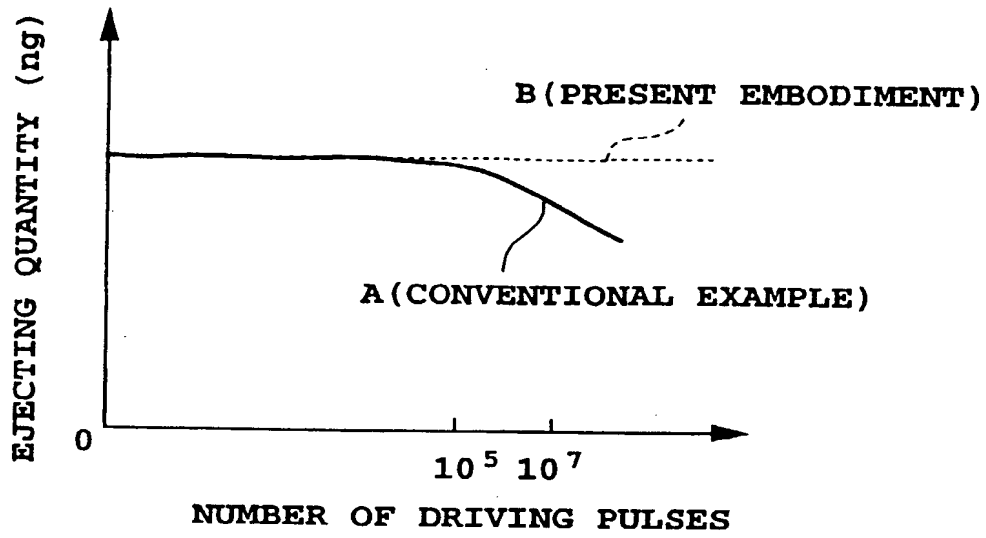 EJECTING QUANTITY (ng)
B(PRESENT EMBODIMENT)
A(CONVENTIONAL EXAMPLE)
0
10⁵ 10⁷
NUMBER OF DRIVING PULSES